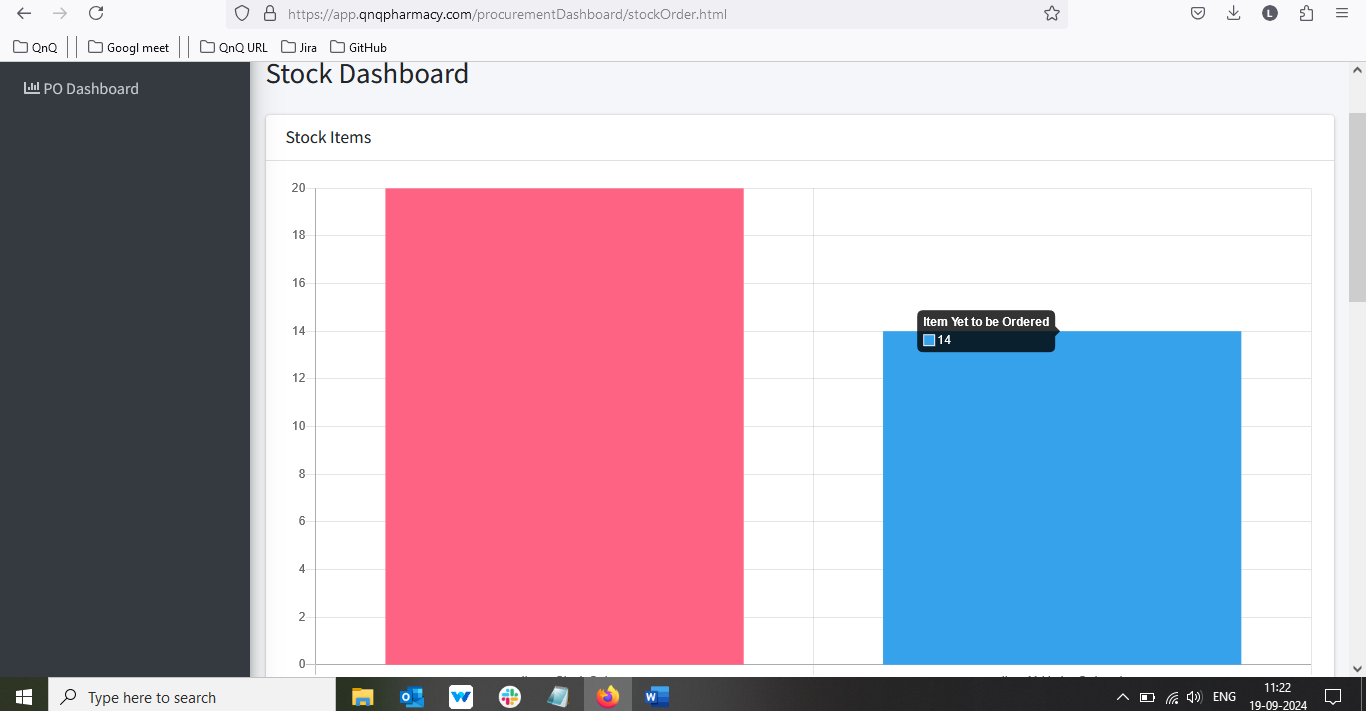 https://app.qnqpharmacy.com/procurementDashboard/stockOrder.html
L
QnQ
Googl meet
QnQ URL
Jira
GitHub
PO Dashboard
Stock Dashboard
Stock Items
20
18
16
14
12
10
8
6
4
2
0
Item Yet to be Ordered
14
Type here to search
ENG
11:22
19-09-2024